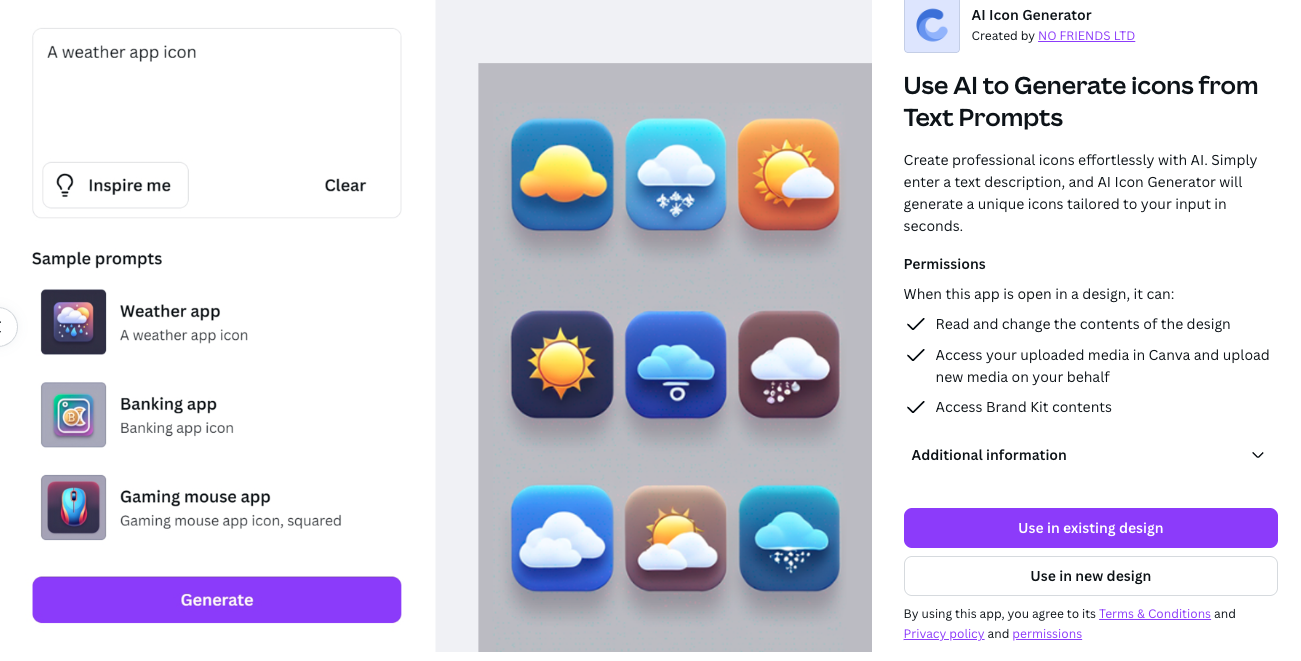 A weather app icon
Inspire me
Clear
Sample prompts
Weather app
A weather app icon
Banking app
Banking app icon
Gaming mouse app
Gaming mouse app icon, squared
Generate
AI Icon Generator
Created by NO FRIENDS LTD
Use AI to Generate icons from
Text Prompts
Create professional icons effortlessly with AI. Simply
enter a text description, and AI Icon Generator will
generate a unique icons tailored to your input in
seconds.
Permissions
When this app is open in a design, it can:
Read and change the contents of the design
Access your uploaded media in Canva and upload
new media on your behalf
Access Brand Kit contents
Additional information
Use in existing design
Use in new design
By using this app, you agree to its Terms & Conditions and
Privacy policy and permissions